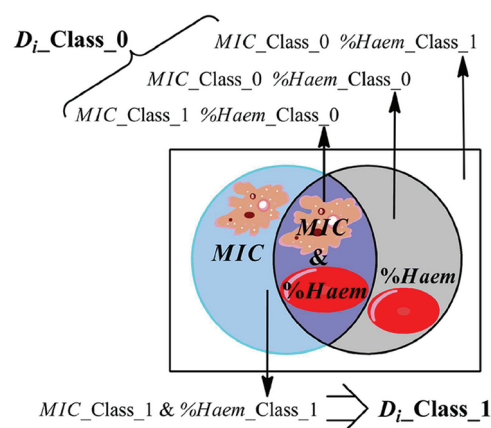 D_i_Class_0
MIC_Class_0 %Haem_Class_1
MIC_Class_0 %Haem_Class_0
MIC_Class_1 %Haem_Class_0
MIC
MIC
&
%Haem
%Haem
MIC_Class_1 & %Haem_Class_1
D_i_Class_1